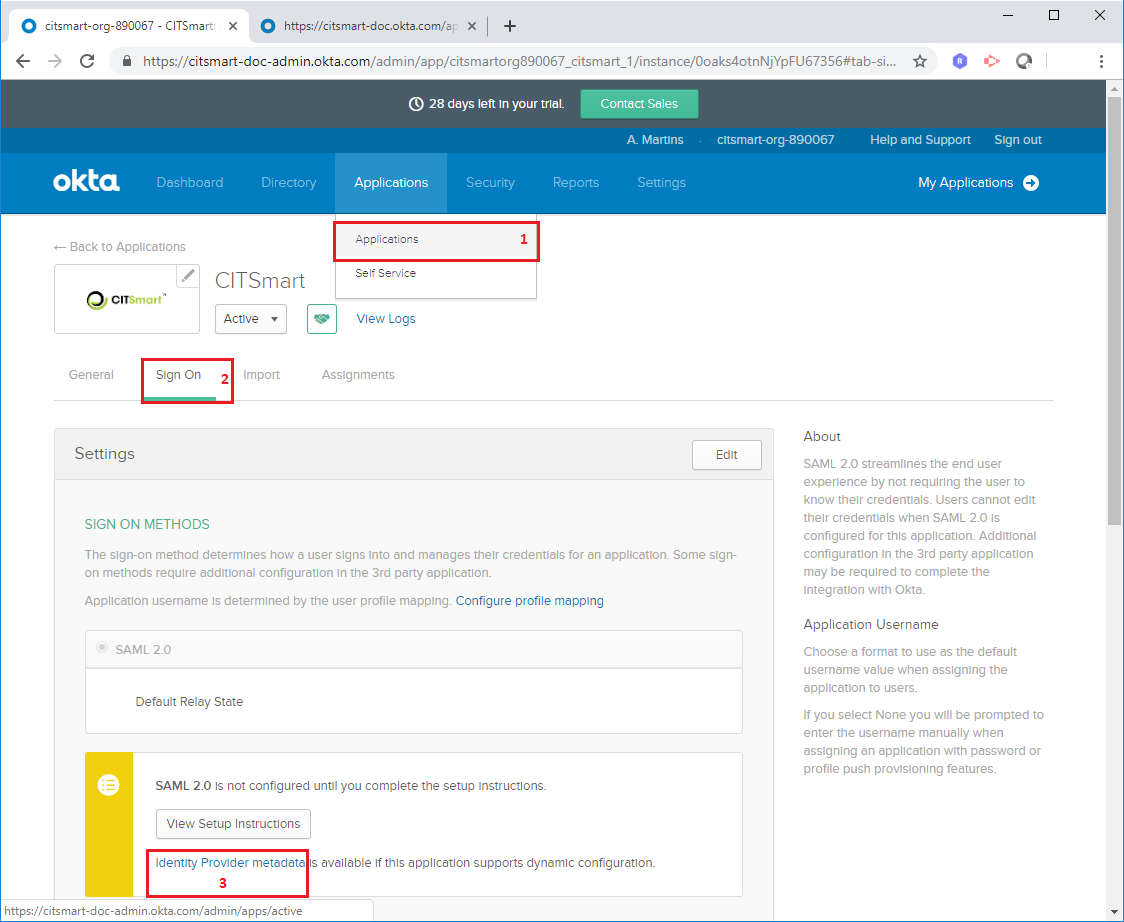 citsmart-org-890067 - CITSmart:
https://citsmart-doc.okta.com/ap
https://citsmart-doc-admin.okta.com/admin/app/citsmartorg890067_citsmart_1/instance/0oaks4otnNjYpFU67356#tab-si...
R
28 days left in your trial.
Contact Sales
A. Martins · citsmart-org-890067 Help and Support Sign out
okta Dashboard Directory Applications Security Reports Settings My Applications
Applications 1
Self Service
← Back to Applications
CITSmart
CITSmart
Active
View Logs
General Sign On 2 Import Assignments
Settings Edit
SIGN ON METHODS
The sign-on method determines how a user signs into and manages their credentials for an application. Some sign-
on methods require additional configuration in the 3rd party application.
Application username is determined by the user profile mapping. Configure profile mapping
SAML 2.0
Default Relay State
SAML 2.0 is not configured until you complete the setup instructions.
View Setup Instructions
Identity Provider metadata is available if this application supports dynamic configuration.
3
About
SAML 2.0 streamlines the end user
experience by not requiring the user to
know their credentials. Users cannot edit
their credentials when SAML 2.0 is
configured for this application. Additional
configuration in the 3rd party application
may be required to complete the
integration with Okta.
Application Username
Choose a format to use as the default
username value when assigning the
application to users.
If you select None you will be prompted to
enter the username manually when
assigning an application with password or
profile push provisioning features.
https://citsmart-doc-admin.okta.com/admin/apps/active